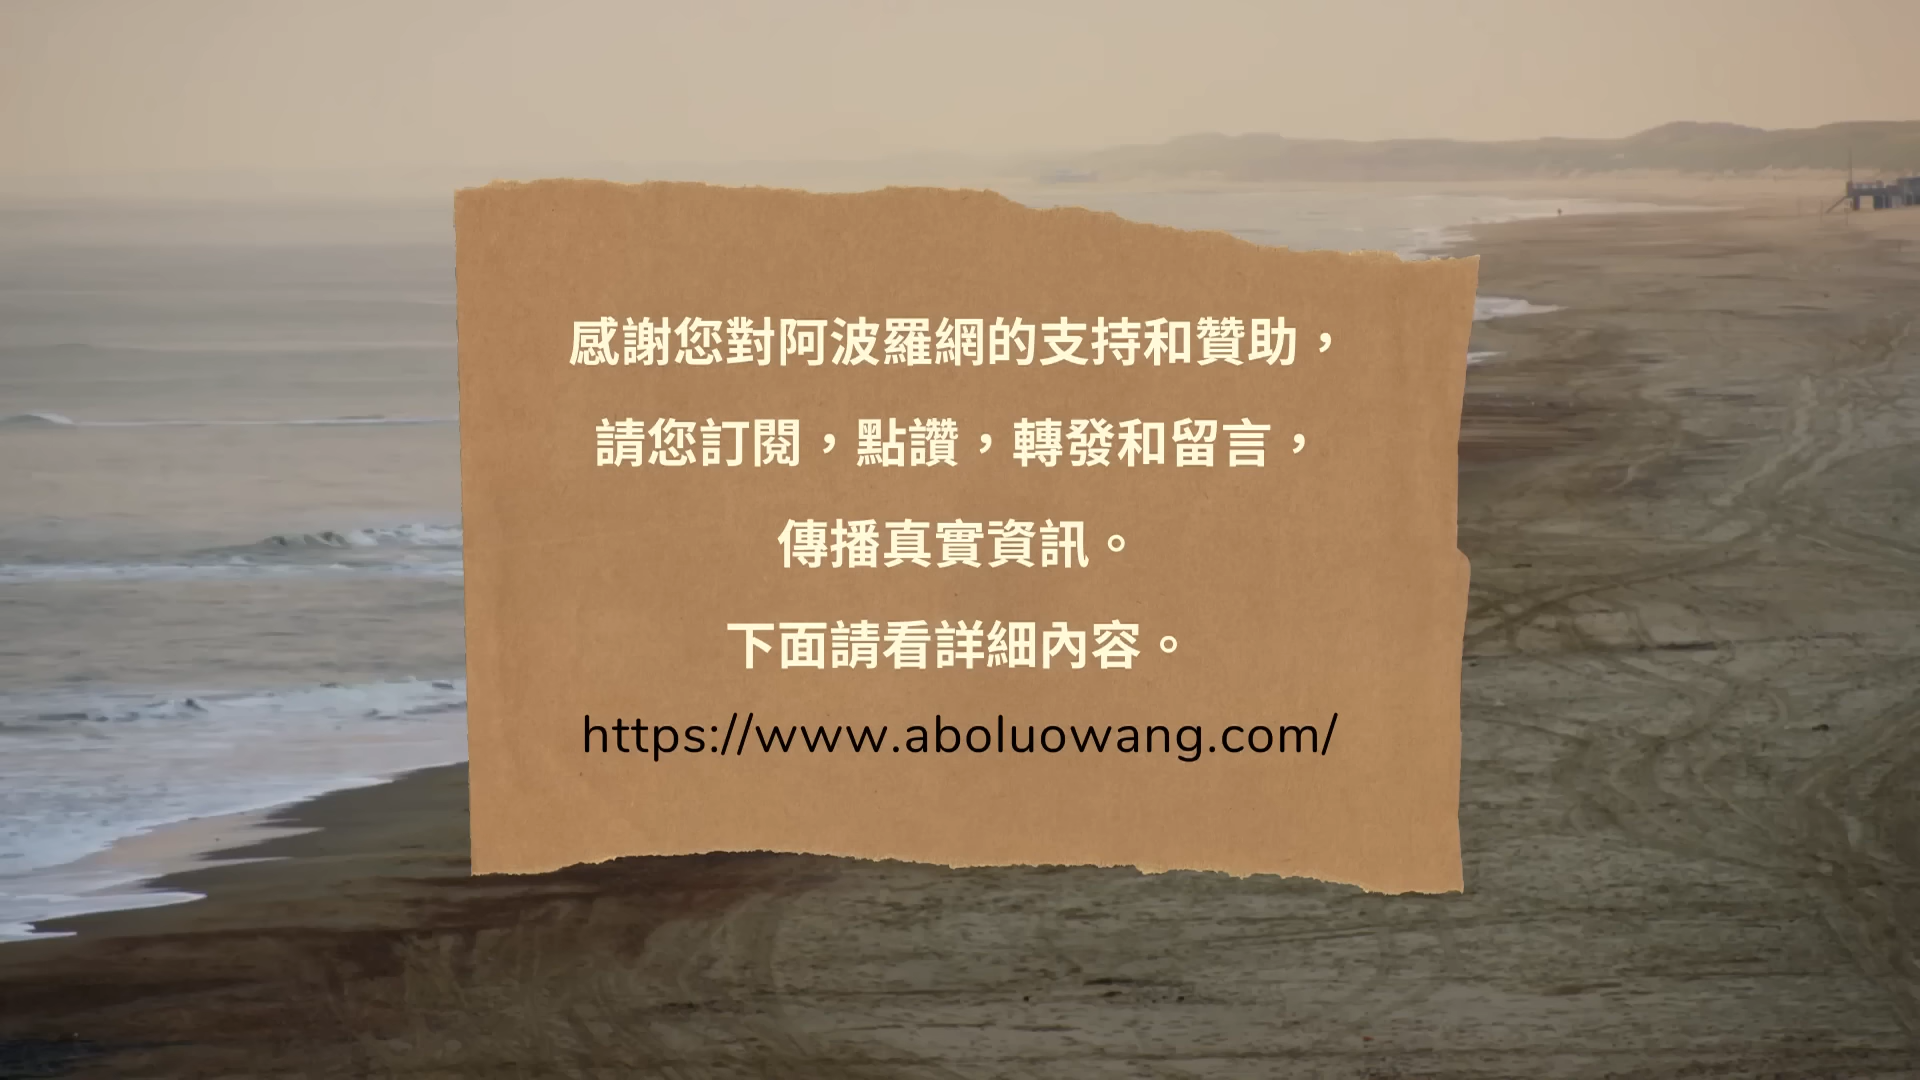 感謝您對阿波羅網的支持和贊助，
請您訂閱，點讚，轉發和留言，
傳播真實資訊。
下面請看詳細內容。
https://www.aboluowang.com/